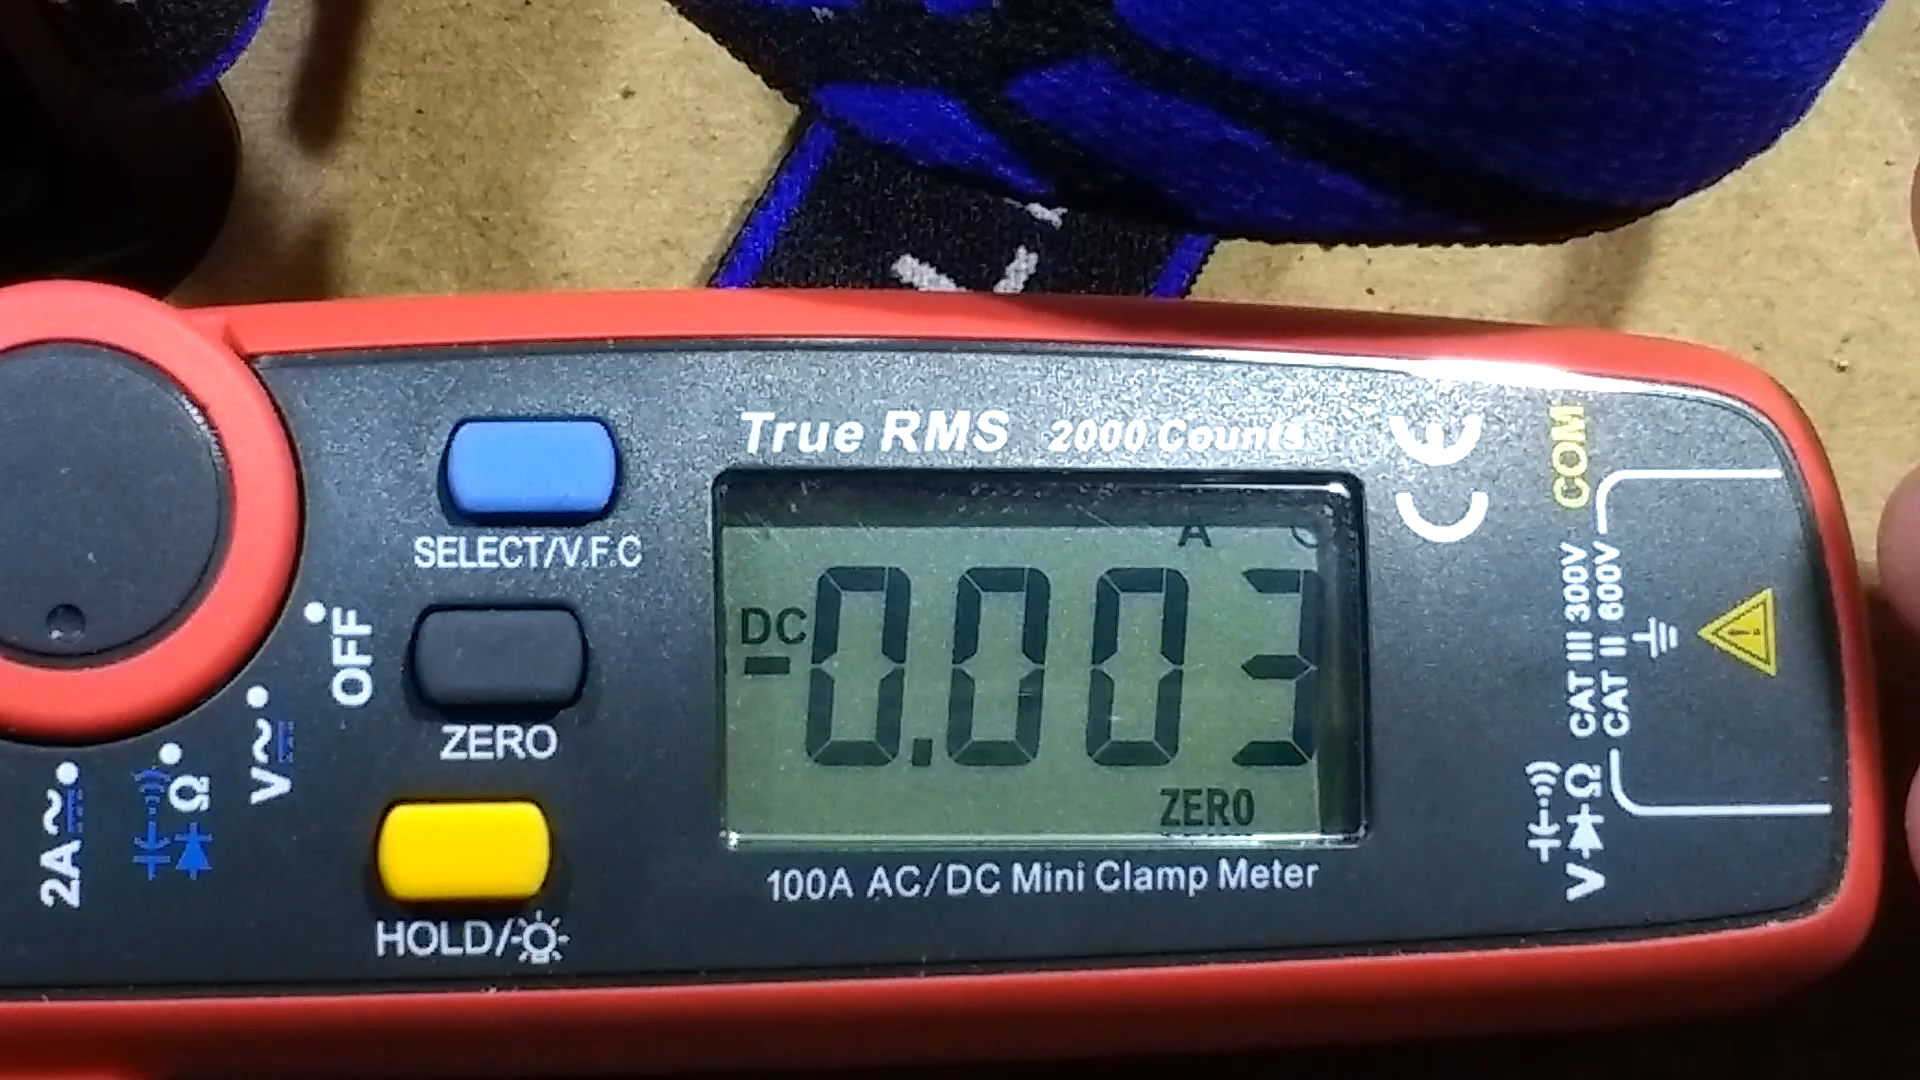 True RMS 2000 Counts
CE
COM
SELECT/V.F.C
A
DC
-0.003
ZERO
OFF
ZERO
V~
2A~
Ω
HOLD/
100A AC/DC Mini Clamp Meter
CAT III 300V
CAT II 600V
VΩ